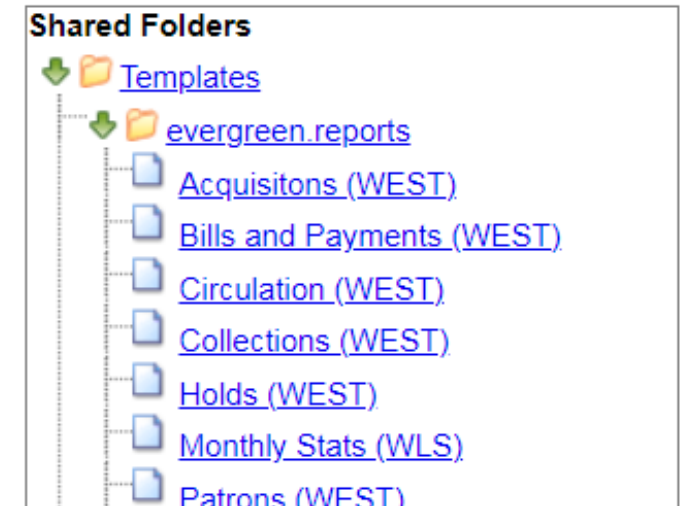 Shared Folders
Templates
evergreen.reports
Acquisitons (WEST)
Bills and Payments (WEST)
Circulation (WEST)
Collections (WEST)
Holds (WEST)
Monthly Stats (WLS)
Patrons (WEST)